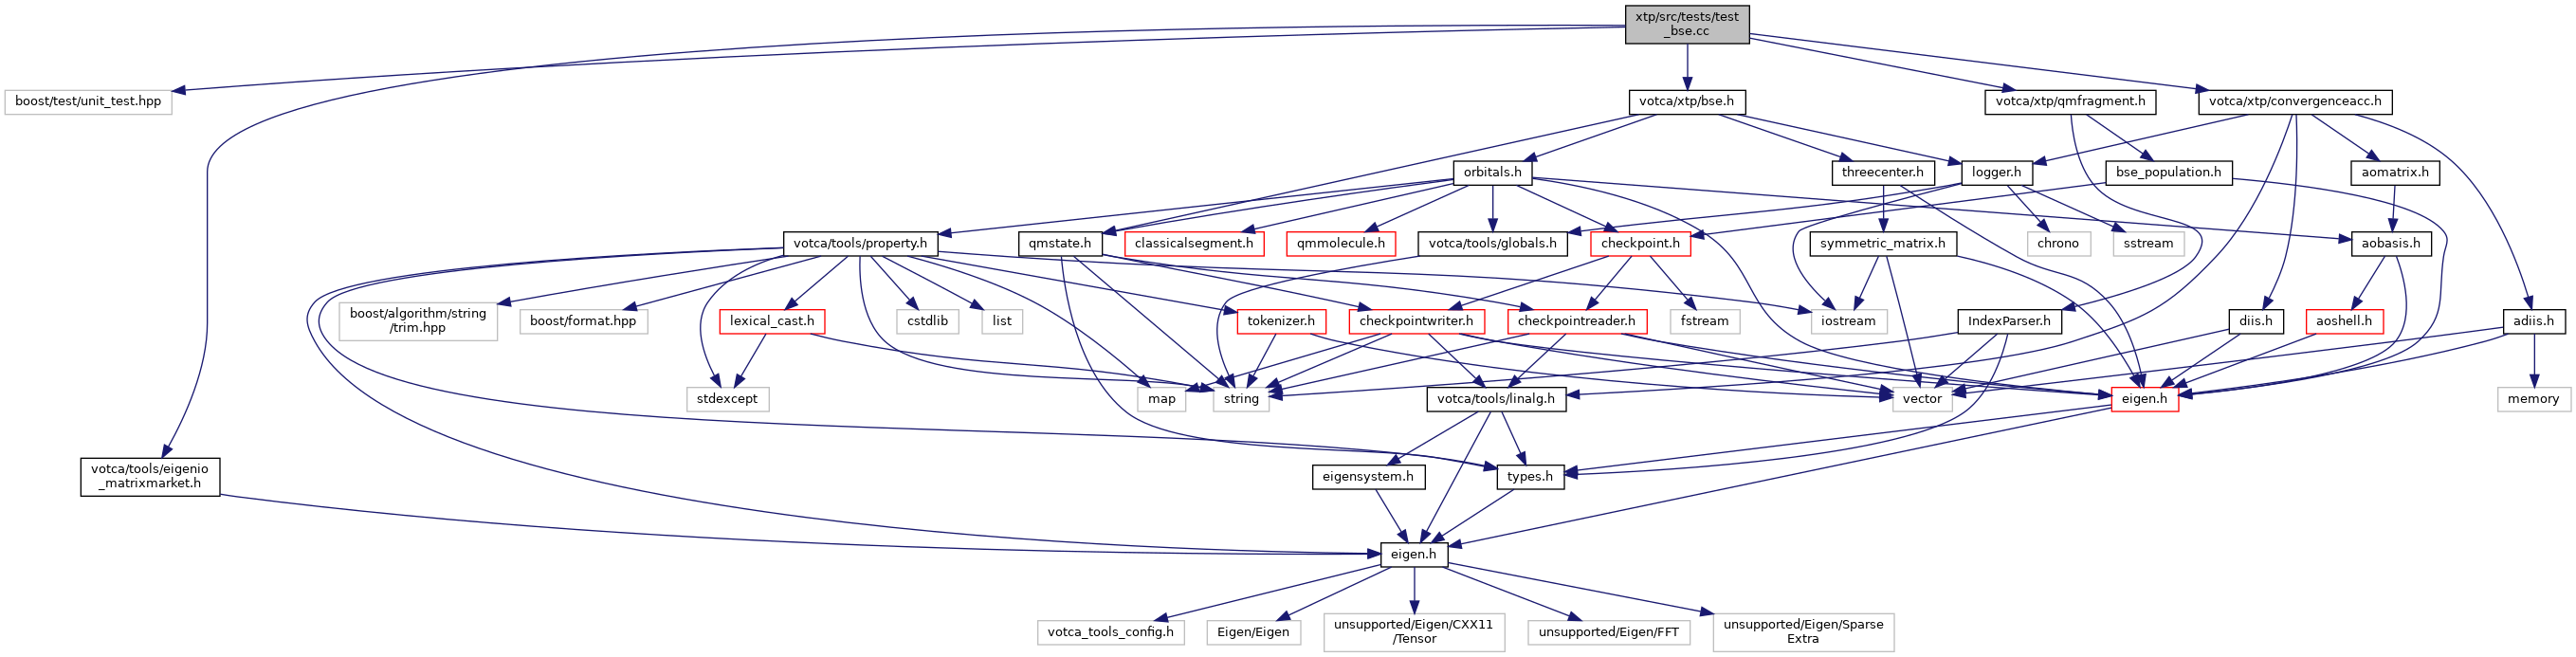 xtp/src/tests/test
_bse.cc
boost/test/unit_test.hpp
votca/xtp/bse.h
votca/xtp/qmfragment.h
votca/xtp/convergenceacc.h
orbitals.h
threecenter.h
logger.h
bse_population.h
aomatrix.h
votca/tools/property.h
qmstate.h
classicalsegment.h
qmmolecule.h
votca/tools/globals.h
checkpoint.h
symmetric_matrix.h
chrono
sstream
aobasis.h
boost/algorithm/string
/trim.hpp
boost/format.hpp
lexical_cast.h
cstdlib
list
tokenizer.h
checkpointwriter.h
checkpointreader.h
fstream
iostream
IndexParser.h
diis.h
aoshell.h
adiis.h
stdexcept
map
string
votca/tools/linalg.h
vector
eigen.h
memory
votca/tools/eigenio
_matrixmarket.h
eigensystem.h
types.h
eigen.h
votca_tools_config.h
Eigen/Eigen
unsupported/Eigen/CXX11
/Tensor
unsupported/Eigen/FFT
unsupported/Eigen/Sparse
Extra